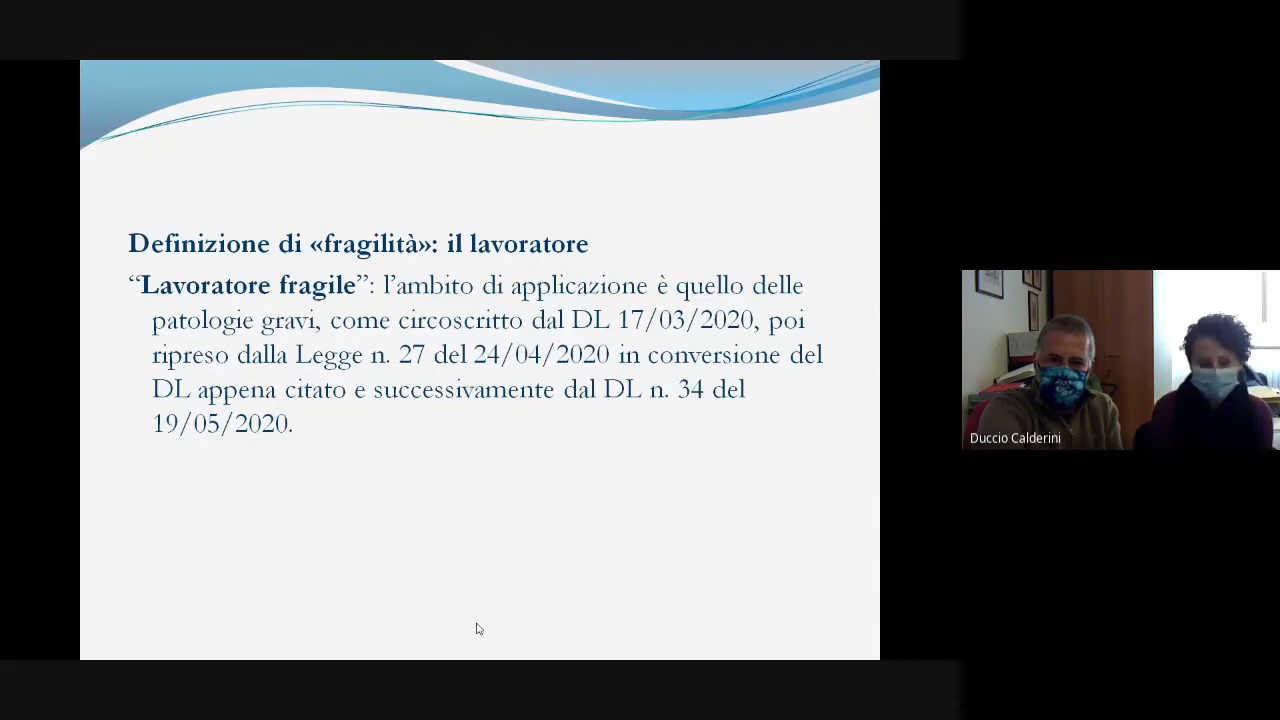 Definizione di «fragilità»: il lavoratore
“Lavoratore fragile”: l’ambito di applicazione è quello delle
patologie gravi, come circoscritto dal DL 17/03/2020, poi
ripreso dalla Legge n. 27 del 24/04/2020 in conversione del
DL appena citato e successivamente dal DL n. 34 del
19/05/2020.
Duccio Calderini